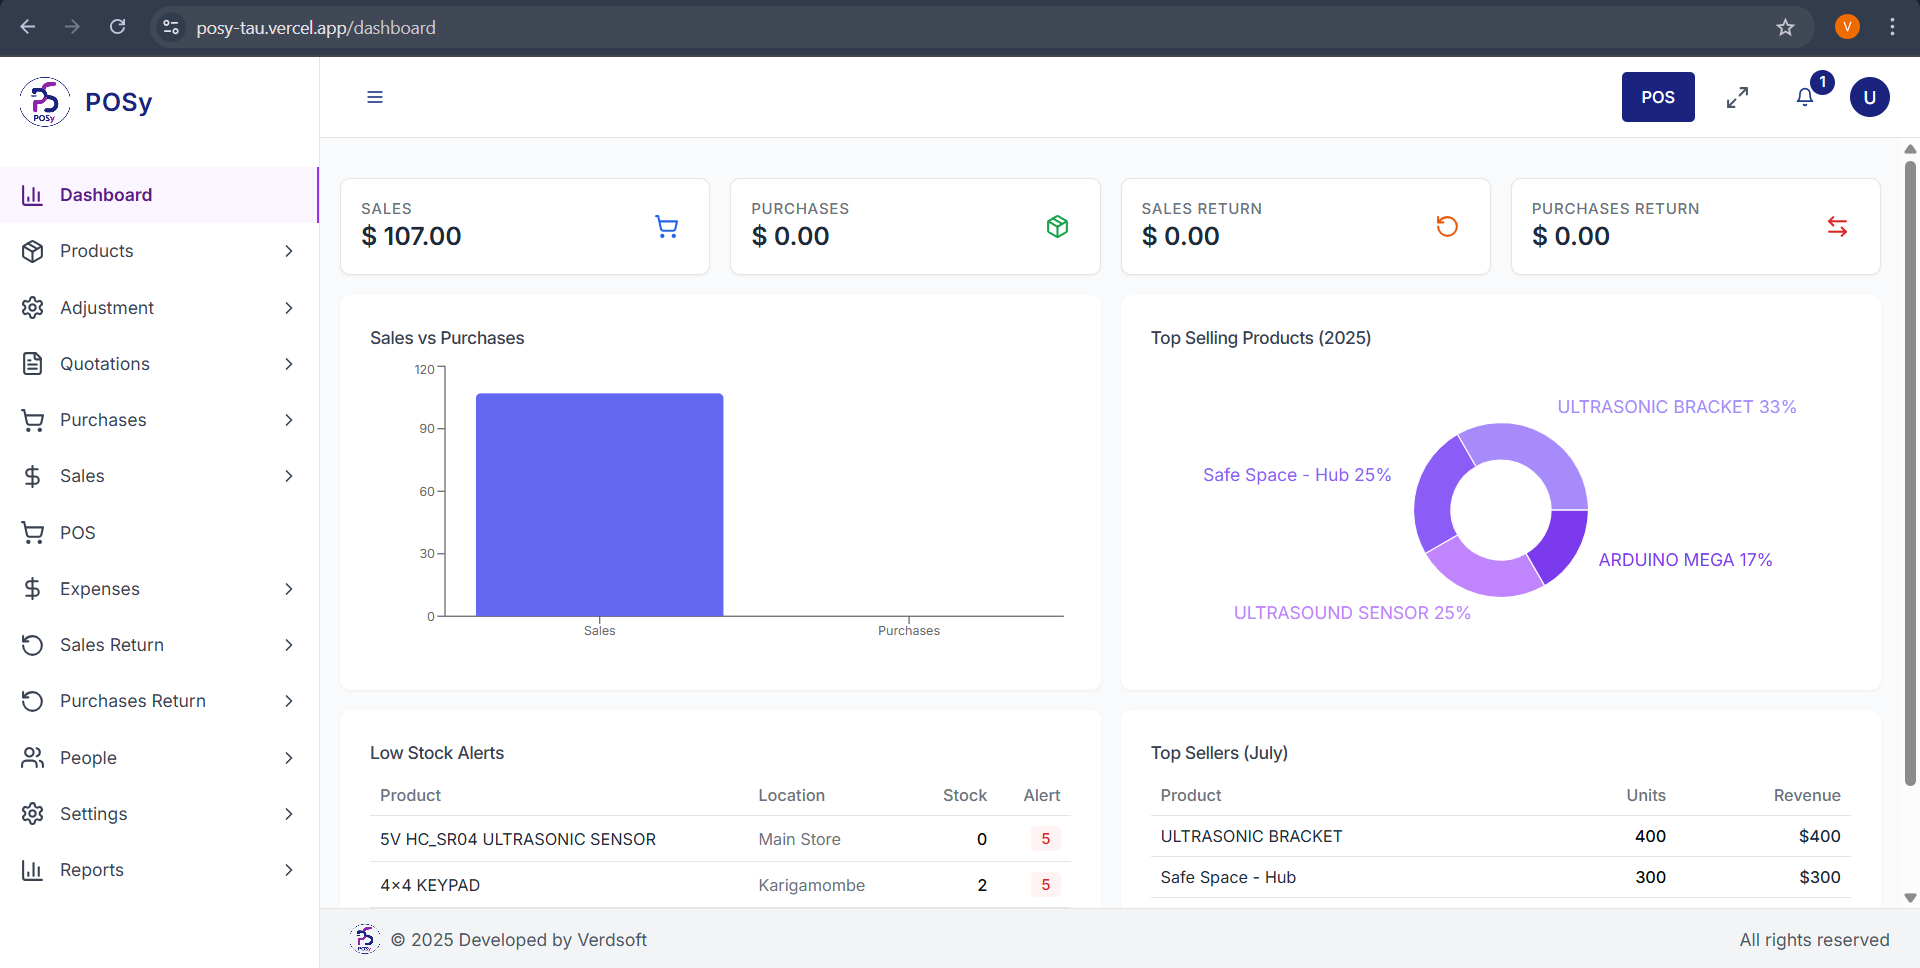 posy-tau.vercel.app/dashboard
V
POSy
POSy
POS
1
U
Dashboard
Products
Adjustment
Quotations
Purchases
Sales
POS
Expenses
Sales Return
Purchases Return
People
Settings
Reports
SALES
$ 107.00
PURCHASES
$ 0.00
SALES RETURN
$ 0.00
PURCHASES RETURN
$ 0.00
Sales vs Purchases
120
90
60
30
0
Sales
Purchases
Top Selling Products (2025)
ULTRASONIC BRACKET 33%
Safe Space - Hub 25%
ARDUINO MEGA 17%
ULTRASOUND SENSOR 25%
Low Stock Alerts
Product Location Stock Alert
5V HC_SR04 ULTRASONIC SENSOR Main Store 0 5
4×4 KEYPAD Karigamombe 2 5
Top Sellers (July)
Product Units Revenue
ULTRASONIC BRACKET 400 $400
Safe Space - Hub 300 $300
POSy
© 2025 Developed by Verdsoft
All rights reserved